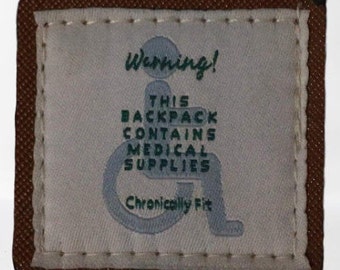 Warning!
THIS
BACKPACK
CONTAINS
MEDICAL
SUPPLIES
Chronically Fit